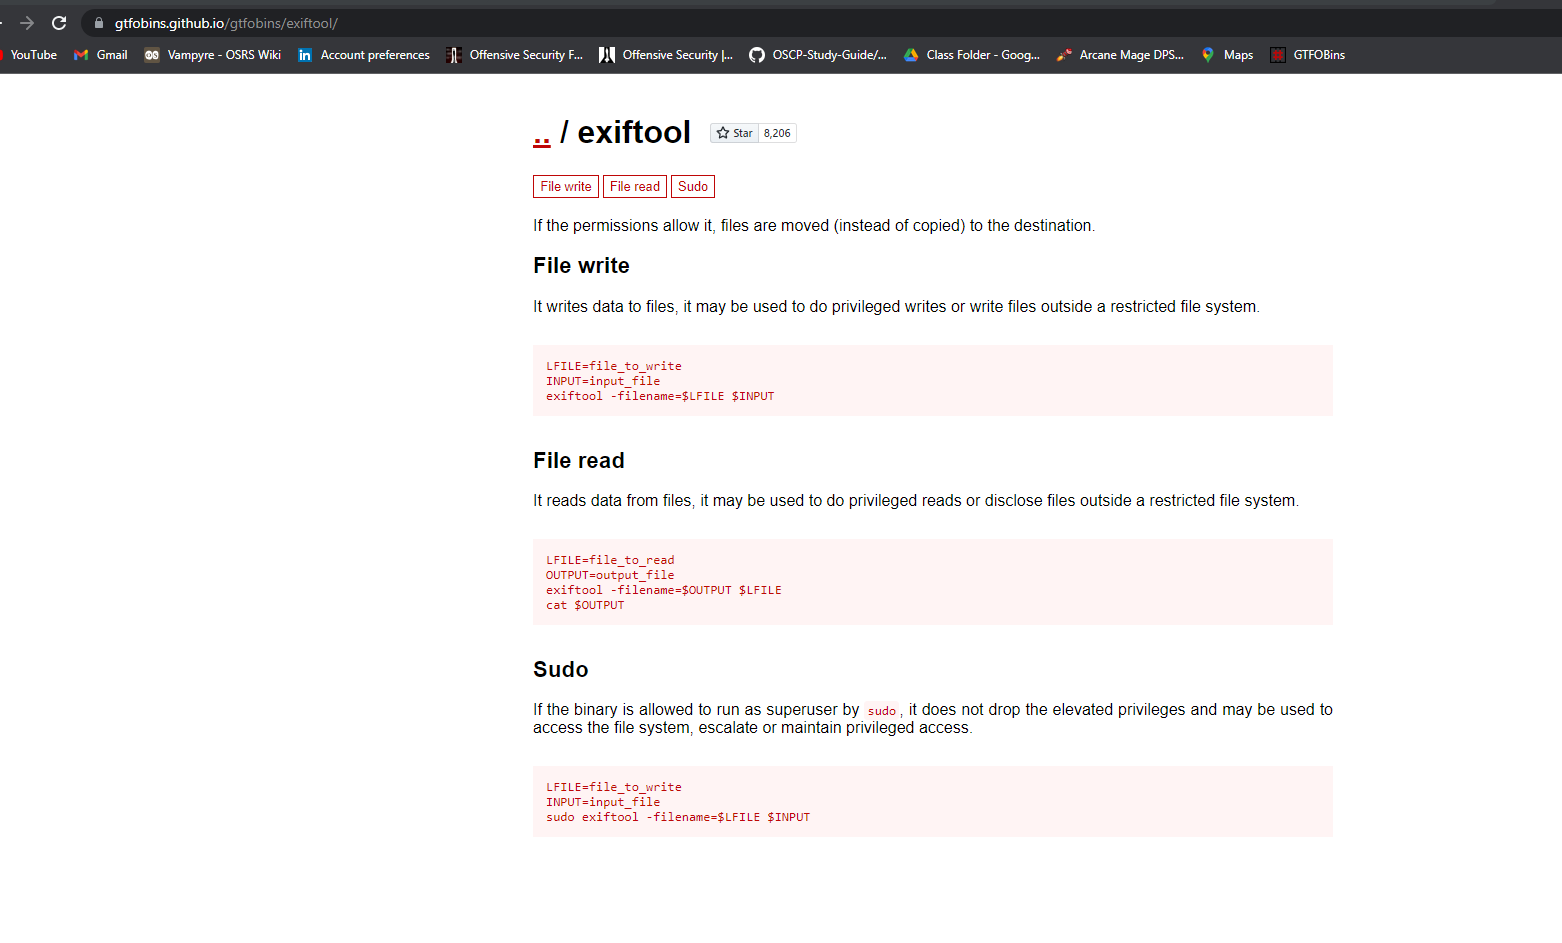 gtfobins.github.io/gtfobins/exiftool/
YouTube Gmail Vampyre - OSRS Wiki Account preferences Offensive Security F... Offensive Security |... OSCP-Study-Guide/... Class Folder - Goog... Arcane Mage DPS... Maps GTFOBins
.. / exiftool Star 8,206
File write File read Sudo
If the permissions allow it, files are moved (instead of copied) to the destination.
File write
It writes data to files, it may be used to do privileged writes or write files outside a restricted file system.
LFILE=file_to_write
INPUT=input_file
exiftool -filename=$LFILE $INPUT
File read
It reads data from files, it may be used to do privileged reads or disclose files outside a restricted file system.
LFILE=file_to_read
OUTPUT=output_file
exiftool -filename=$OUTPUT $LFILE
cat $OUTPUT
Sudo
If the binary is allowed to run as superuser by sudo, it does not drop the elevated privileges and may be used to
access the file system, escalate or maintain privileged access.
LFILE=file_to_write
INPUT=input_file
sudo exiftool -filename=$LFILE $INPUT